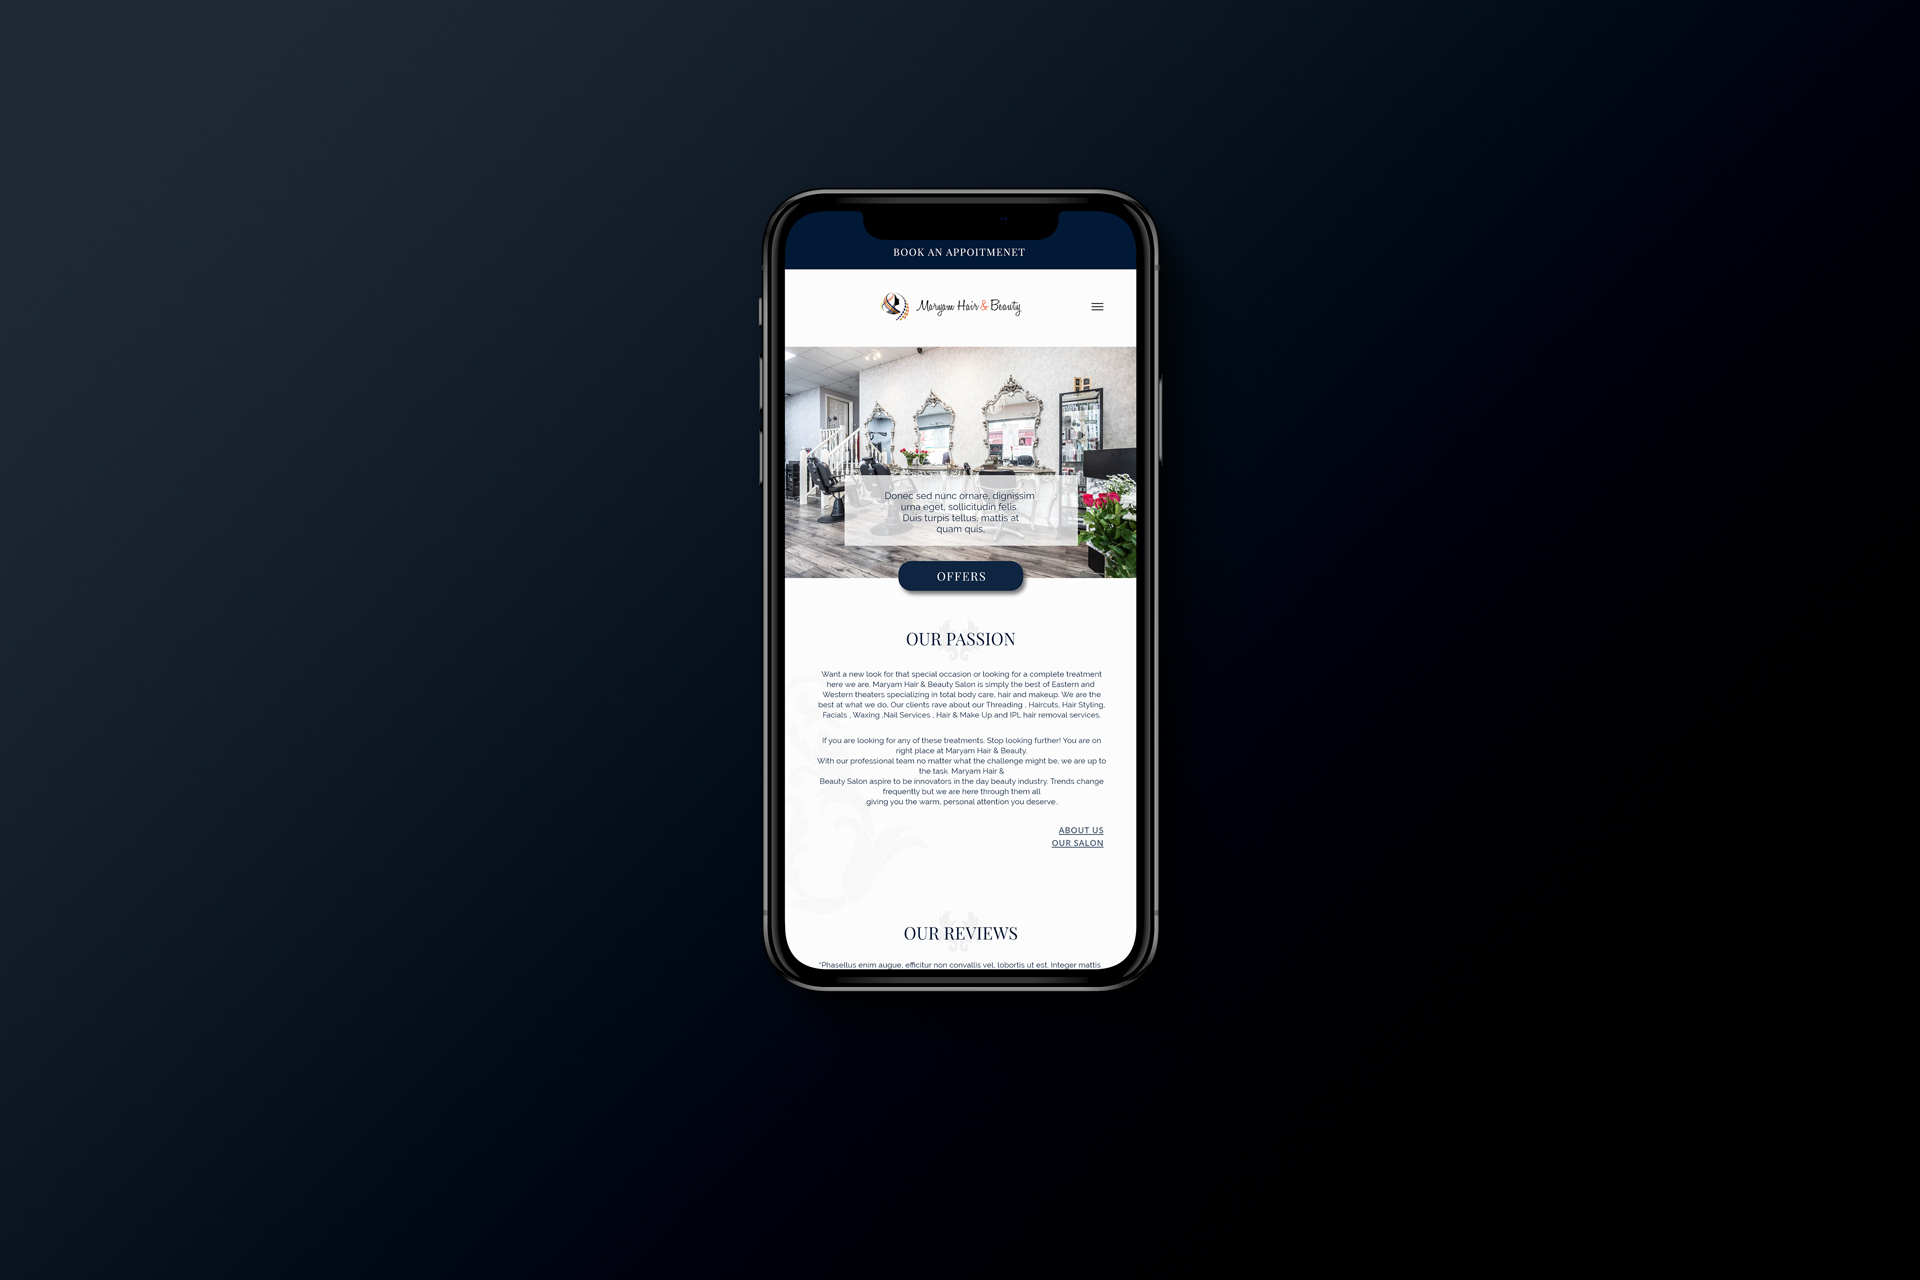 BOOK AN APPOITMENET
Maryam Hair & Beauty
Donec sed nunc ornare, dignissim
urna eget, sollicitudin felis.
Duis turpis tellus, mattis at
quam quis,
OFFERS
OUR PASSION
Want a new look for that special occasion or looking for a complete treatment
here we are. Maryam Hair & Beauty Salon is simply the best of Eastern and
Western theaters specializing in total body care, hair and makeup. We are the
best at what we do, Our clients rave about our Threading , Haircuts, Hair Styling,
Facials , Waxing ,Nail Services , Hair & Make Up and IPL hair removal services.
If you are looking for any of these treatments. Stop looking further! You are on
right place at Maryam Hair & Beauty.
With our professional team no matter what the challenge might be, we are up to
the task. Maryam Hair &
Beauty Salon aspire to be innovators in the day beauty industry. Trends change
frequently but we are here through them all
.giving you the warm, personal attention you deserve..
ABOUT US
OUR SALON
OUR REVIEWS
"Phasellus enim augue, efficitur non convallis vel, lobortis ut est. Integer mattis